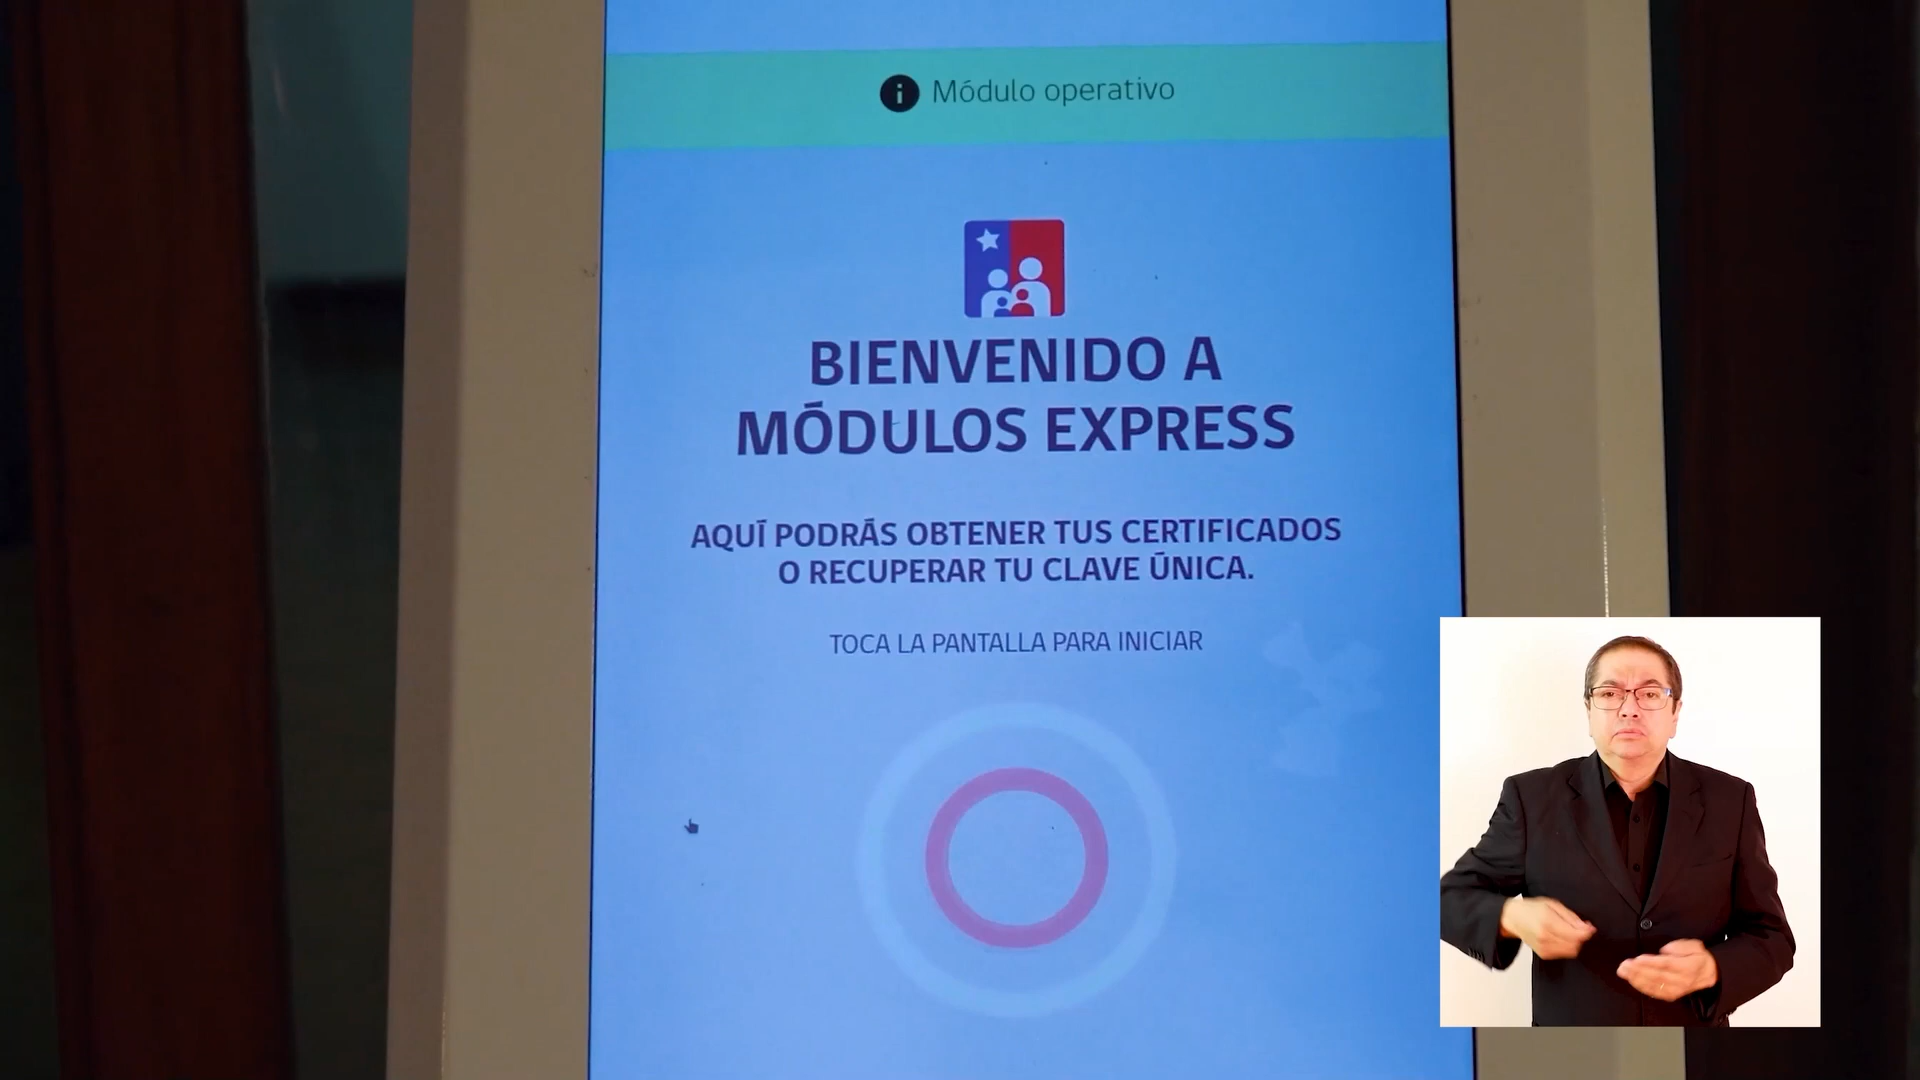 Módulo operativo
BIENVENIDO A
MÓDULOS EXPRESS
AQUÍ PODRÁS OBTENER TUS CERTIFICADOS
O RECUPERAR TU CLAVE ÚNICA.
TOCA LA PANTALLA PARA INICIAR